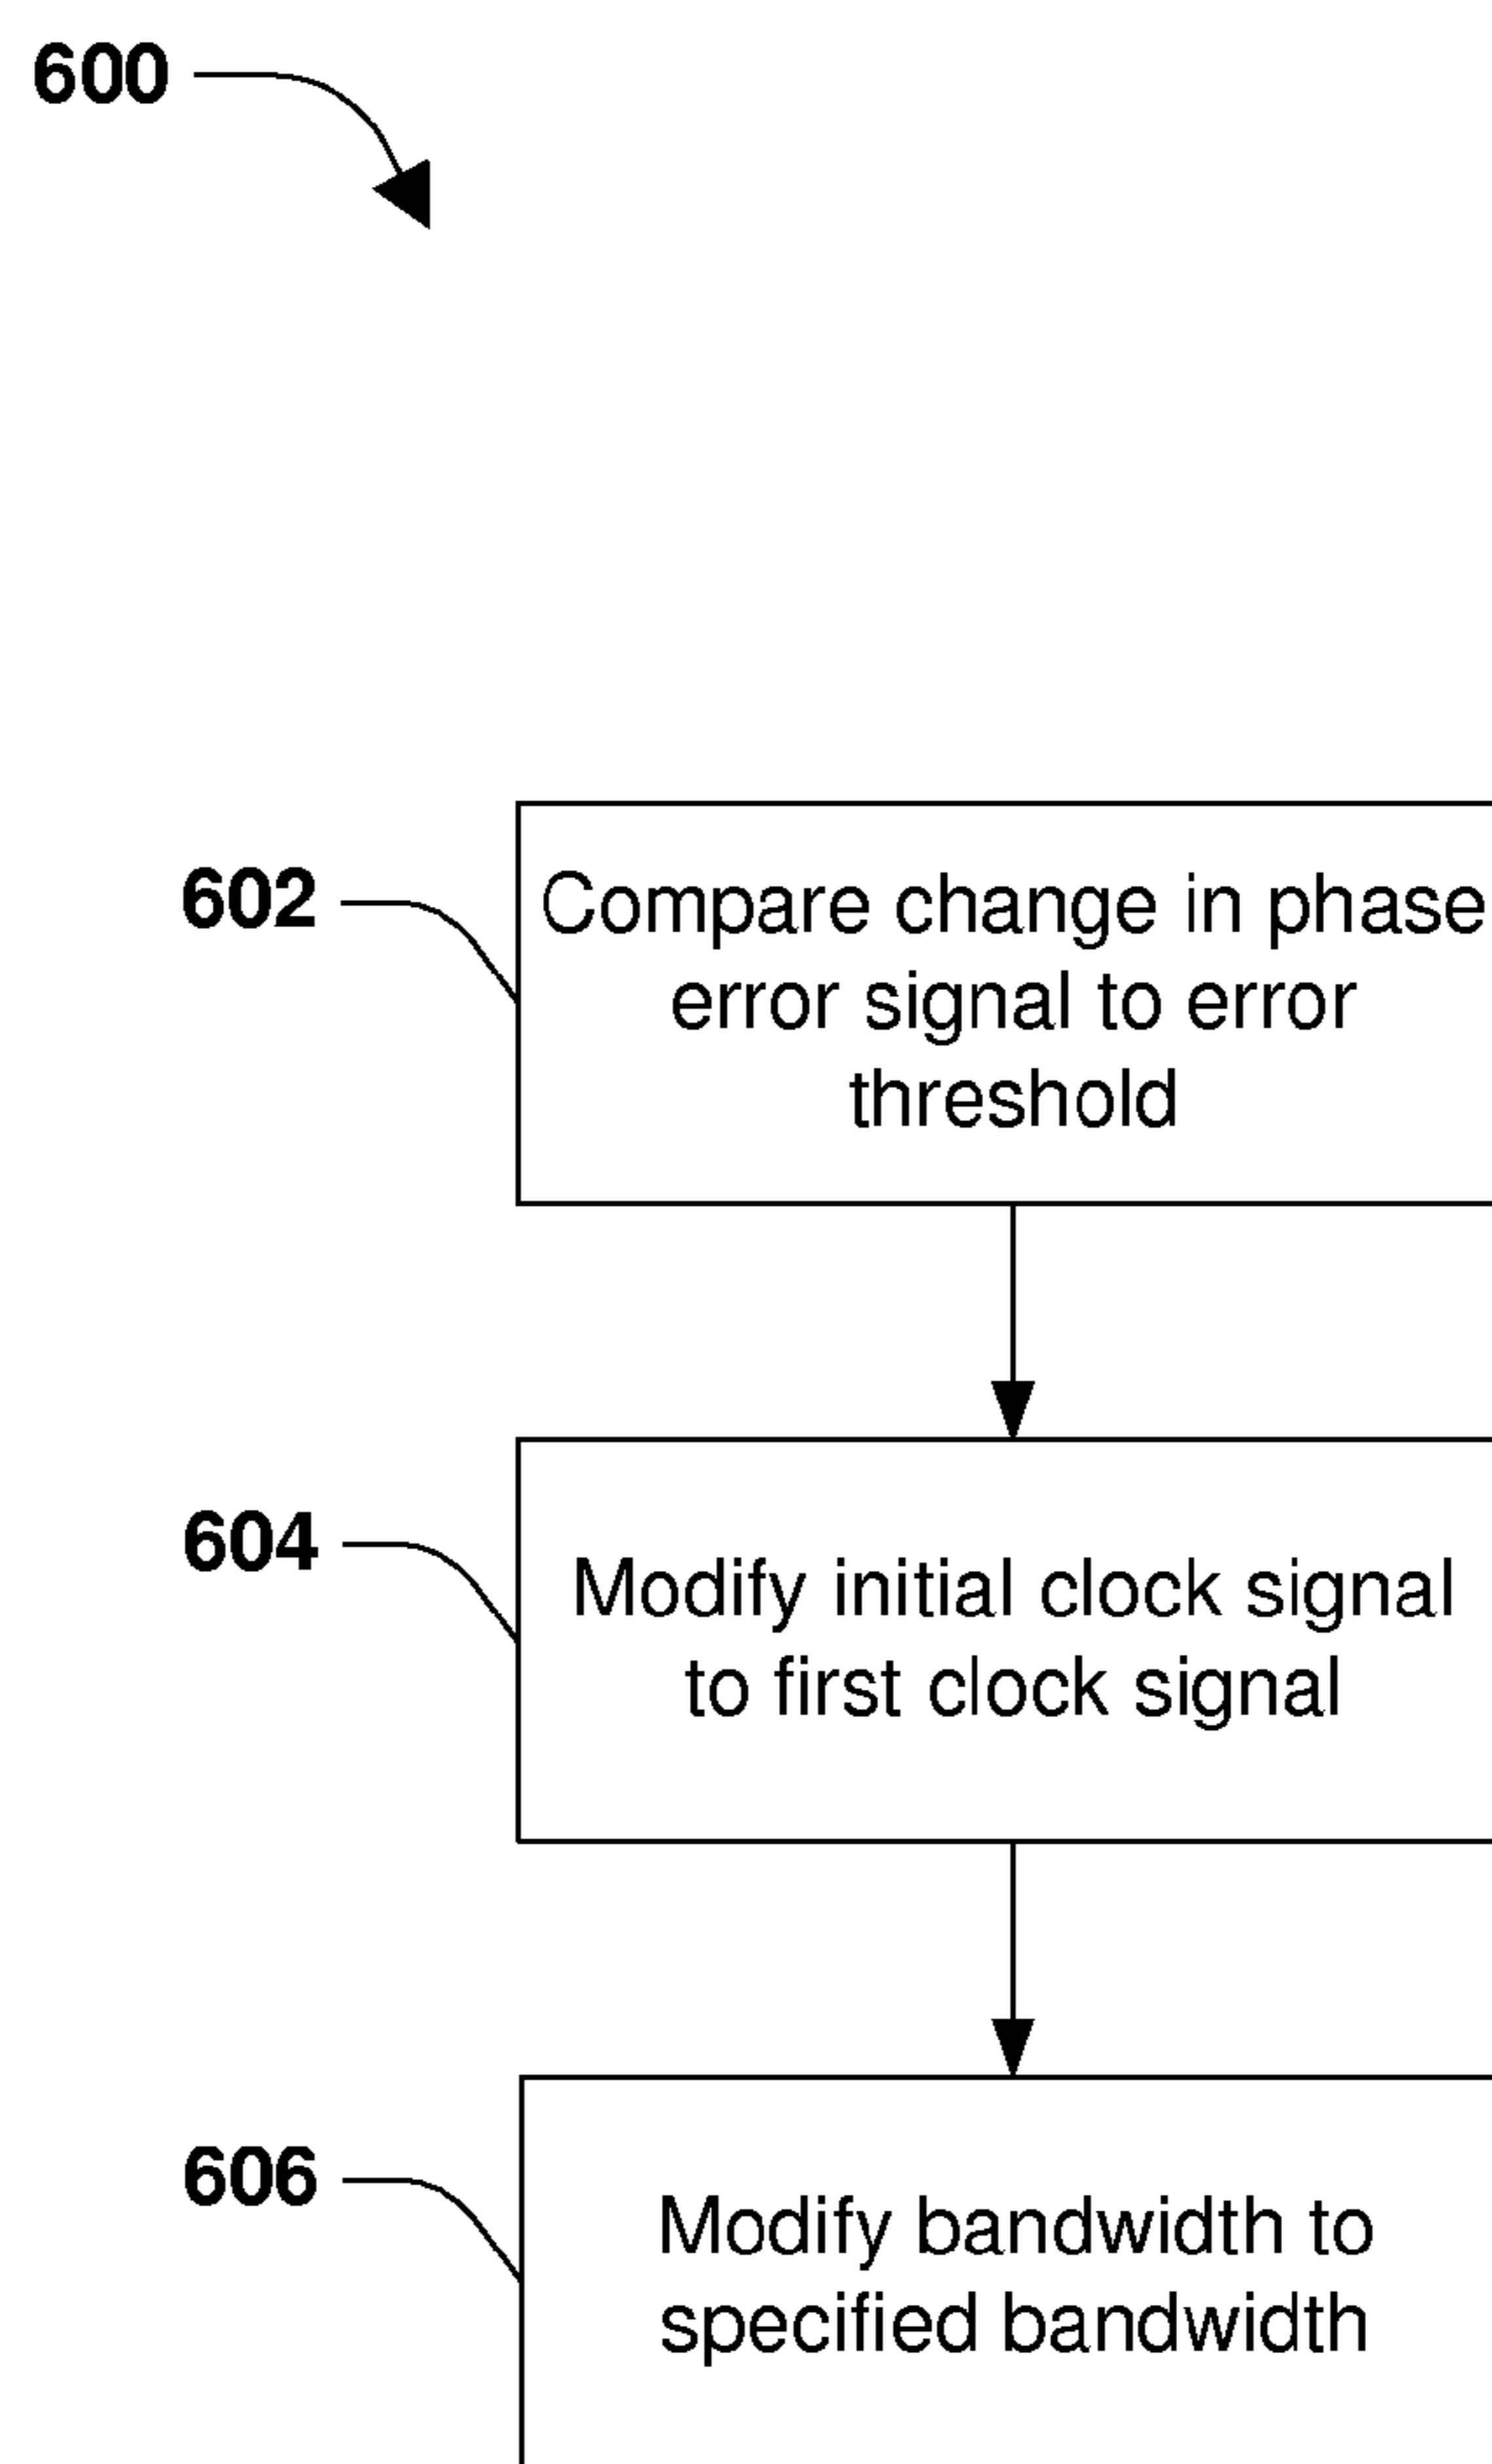 600
602
Compare change in phase
error signal to error
threshold
604
Modify initial clock signal
to first clock signal
606
Modify bandwidth to
specified bandwidth